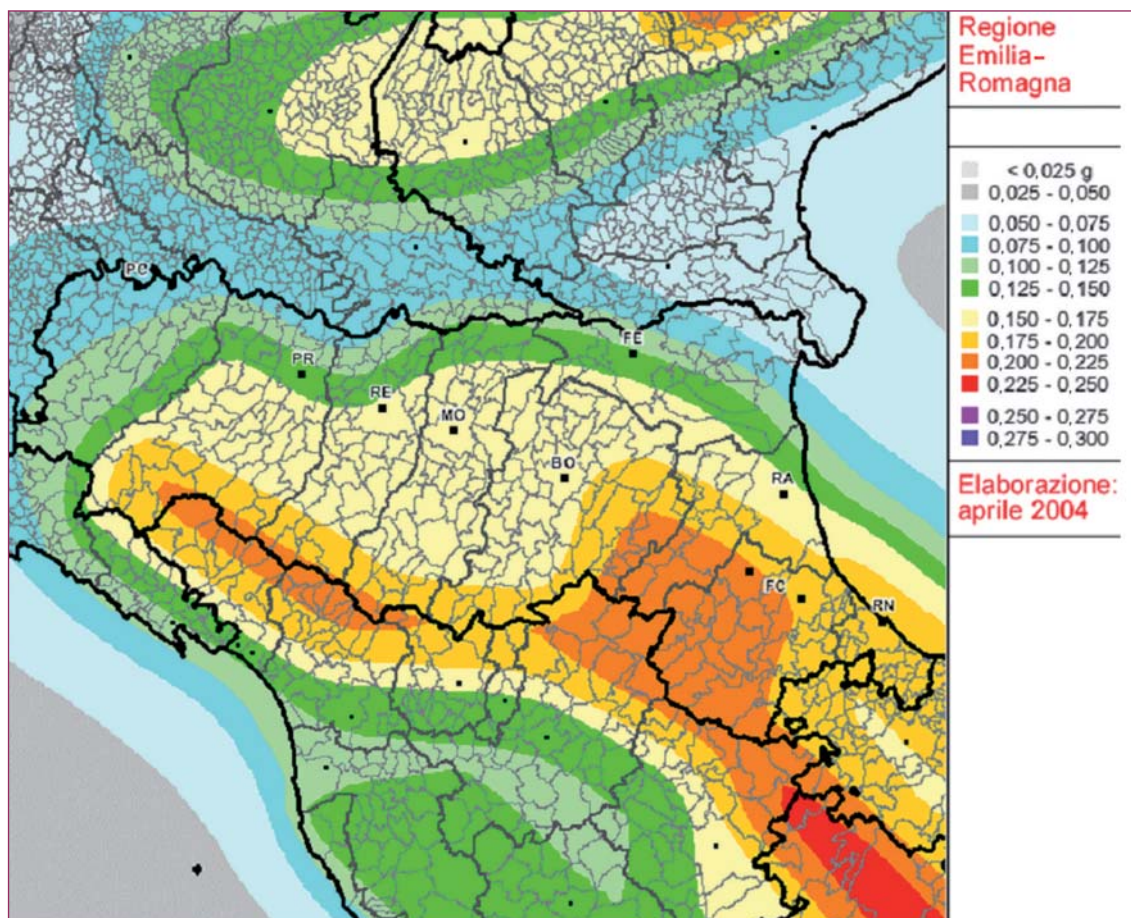 Regione
Emilia-
Romagna
< 0,025 g
0,025 - 0,050
0,050 - 0,075
0,075 - 0,100
0,100 - 0,125
0,125 - 0,150
0,150 - 0,175
0,175 - 0,200
0,200 - 0,225
0,225 - 0,250
0,250 - 0,275
0,275 - 0,300
Elaborazione:
aprile 2004
PC
FE
PR
RE
MO
BO
RA
FC
RN